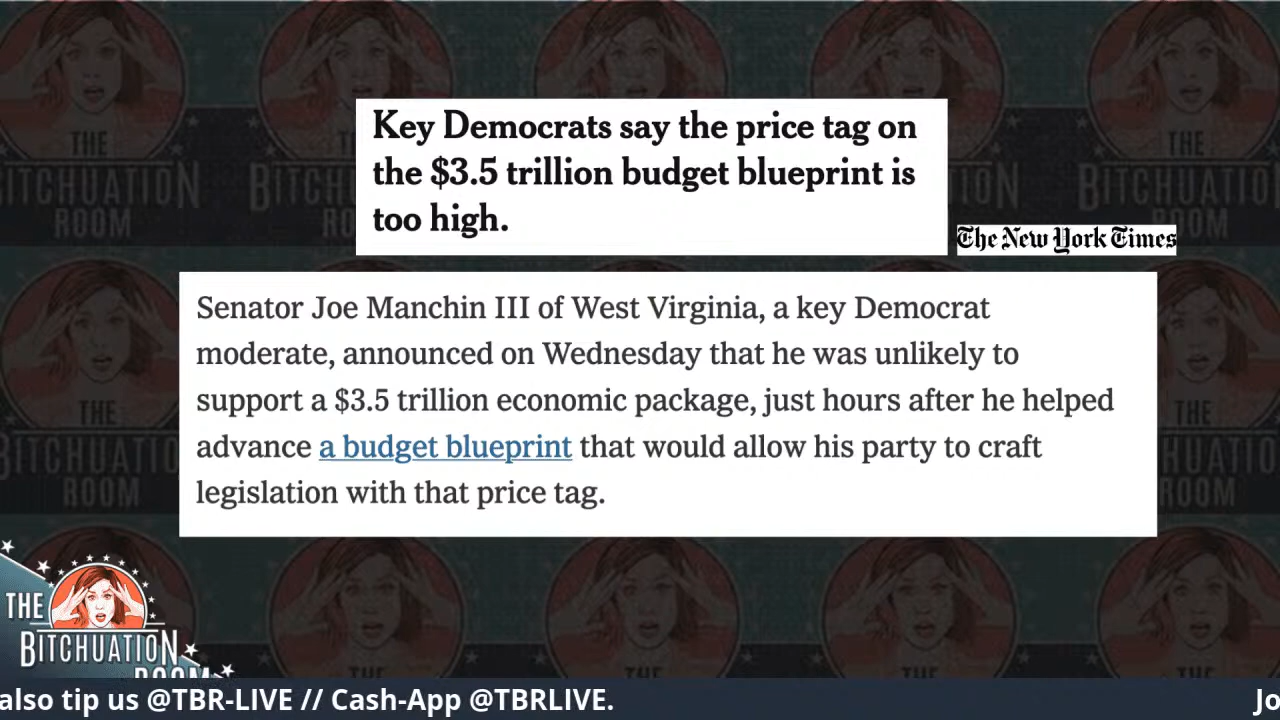 Key Democrats say the price tag on
the $3.5 trillion budget blueprint is
too high.
The New York Times
Senator Joe Manchin III of West Virginia, a key Democrat
moderate, announced on Wednesday that he was unlikely to
support a $3.5 trillion economic package, just hours after he helped
advance a budget blueprint that would allow his party to craft
legislation with that price tag.
THE
BITCHUATION
ROOM
also tip us @TBR-LIVE // Cash-App @TBRLIVE.
Jo